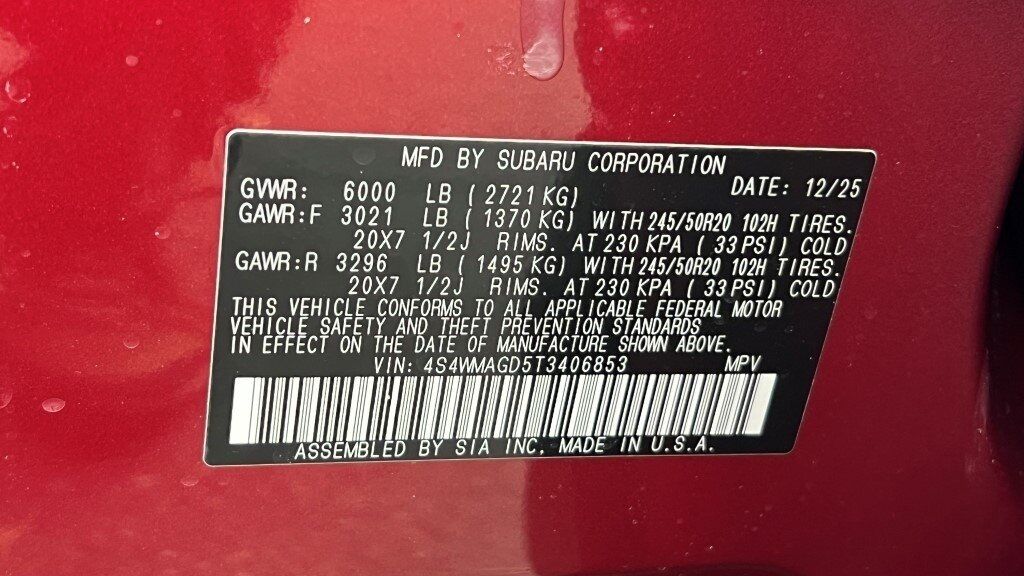 MFD BY SUBARU CORPORATION
GVWR: 6000 LB ( 2721 KG) DATE: 12/25
GAWR:F 3021 LB ( 1370 KG) WITH 245/50R20 102H TIRES.
20X7 1/2J RIMS. AT 230 KPA ( 33 PSI) COLD
GAWR:R 3296 LB ( 1495 KG) WITH 245/50R20 102H TIRES.
20X7 1/2J RIMS. AT 230 KPA ( 33 PSI) COLD
THIS VEHICLE CONFORMS TO ALL APPLICABLE FEDERAL MOTOR
VEHICLE SAFETY AND THEFT PREVENTION STANDARDS
IN EFFECT ON THE DATE OF MANUFACTURE SHOWN ABOVE.
VIN: 4S4WMAGD5T3406853 MPV
ASSEMBLED BY SIA INC. MADE IN U.S.A.